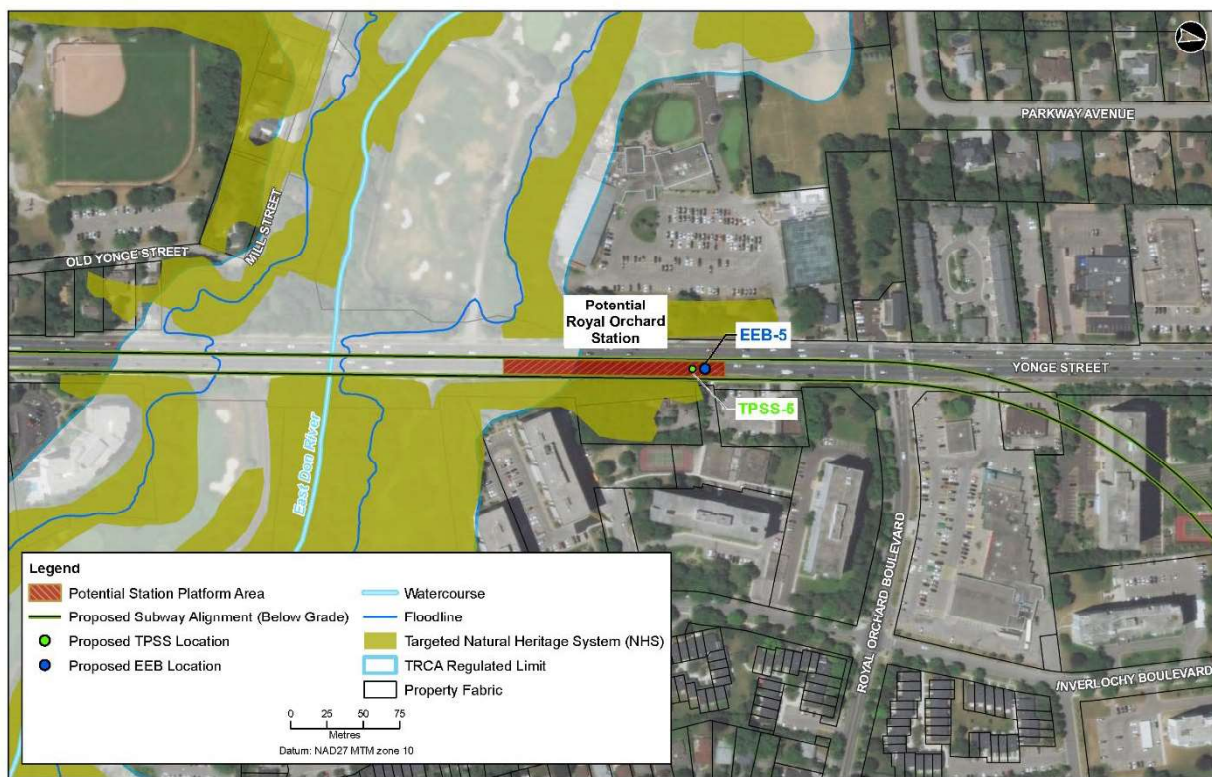 PARKWAY AVENUE
OLD YONGE STREET
MILL STREET
Potential
Royal Orchard
Station
EEB-5
YONGE STREET
TPSS-5
East Don River
ROYAL ORCHARD BOULEVARD
INVERLOCHY BOULEVARD
Legend
Potential Station Platform Area
Proposed Subway Alignment (Below Grade)
Proposed TPSS Location
Proposed EEB Location
Watercourse
Floodline
Targeted Natural Heritage System (NHS)
TRCA Regulated Limit
Property Fabric
0 25 50 75
Metres
Datum: NAD27 MTM zone 10